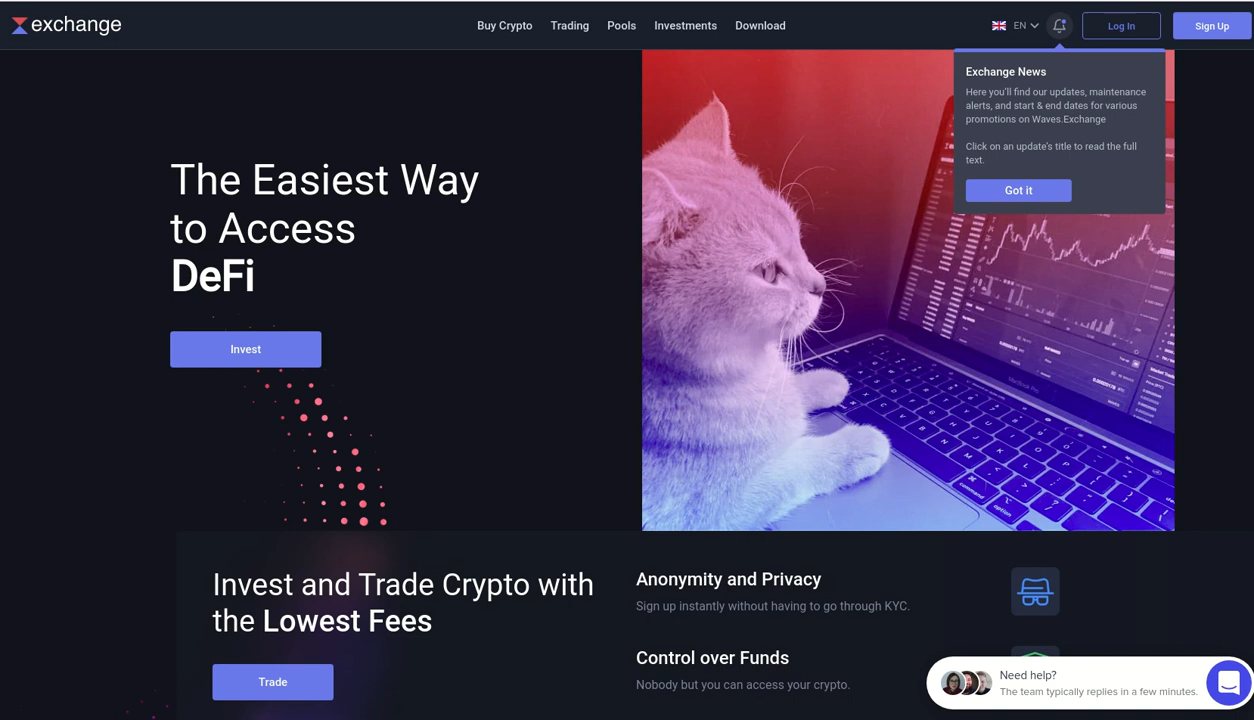 exchange
Buy Crypto Trading Pools Investments Download
EN
Log In
Sign Up
Exchange News
Here you'll find our updates, maintenance
alerts, and start & end dates for various
promotions on Waves.Exchange
Click on an update's title to read the full
text.
Got it
The Easiest Way
to Access
DeFi
Invest
MacBook Pro
command
option
Invest and Trade Crypto with
the Lowest Fees
Trade
Anonymity and Privacy
Sign up instantly without having to go through KYC.
Control over Funds
Nobody but you can access your crypto.
Need help?
The team typically replies in a few minutes.